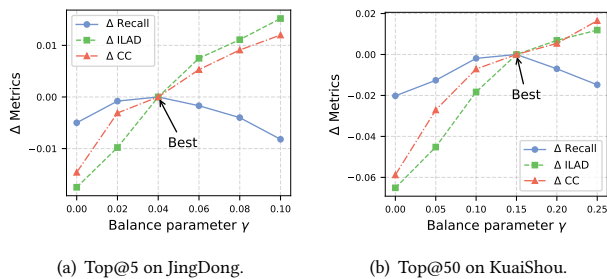 Δ Recall
Δ ILAD
Δ CC
0.01
0.00
−0.01
Δ Metrics
Best
0.00 0.02 0.04 0.06 0.08 0.10
Balance parameter γ
(a) Top@5 on JingDong.
0.02
0.00
−0.02
−0.04
−0.06
Δ Metrics
Best
Δ Recall
Δ ILAD
Δ CC
0.00 0.05 0.10 0.15 0.20 0.25
Balance parameter γ
(b) Top@50 on KuaiShou.